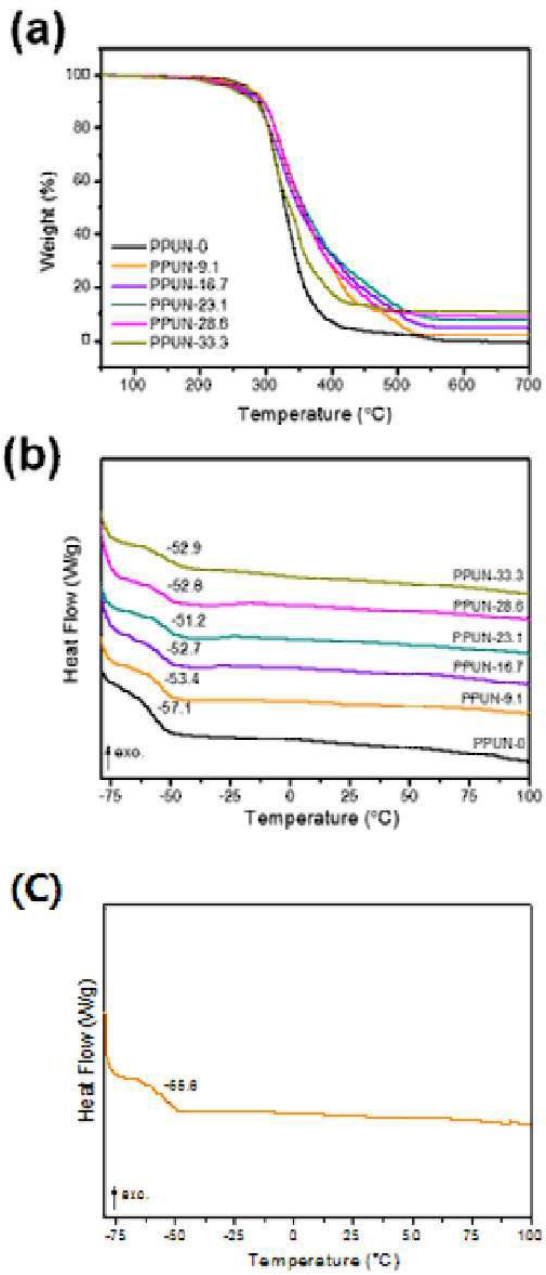 (a)
100
80
60
40
20
0
Weight (%)
PPUN-0
PPUN-9.1
PPUN-16.7
PPUN-23.1
PPUN-28.6
PPUN-33.3
100 200 300 400 500 600 700
Temperature (°C)
(b)
Heat Flow (W/g)
-52.9
-52.8
-51.2
-52.7
-53.4
-57.1
PPUN-33.3
PPUN-28.6
PPUN-23.1
PPUN-16.7
PPUN-9.1
PPUN-0
exo.
-75 -50 -25 0 25 50 75 100
Temperature (°C)
(C)
Heat Flow (W/g)
exo.
-75 -50 -25 0 25 50 75 100
Temperature (°C)